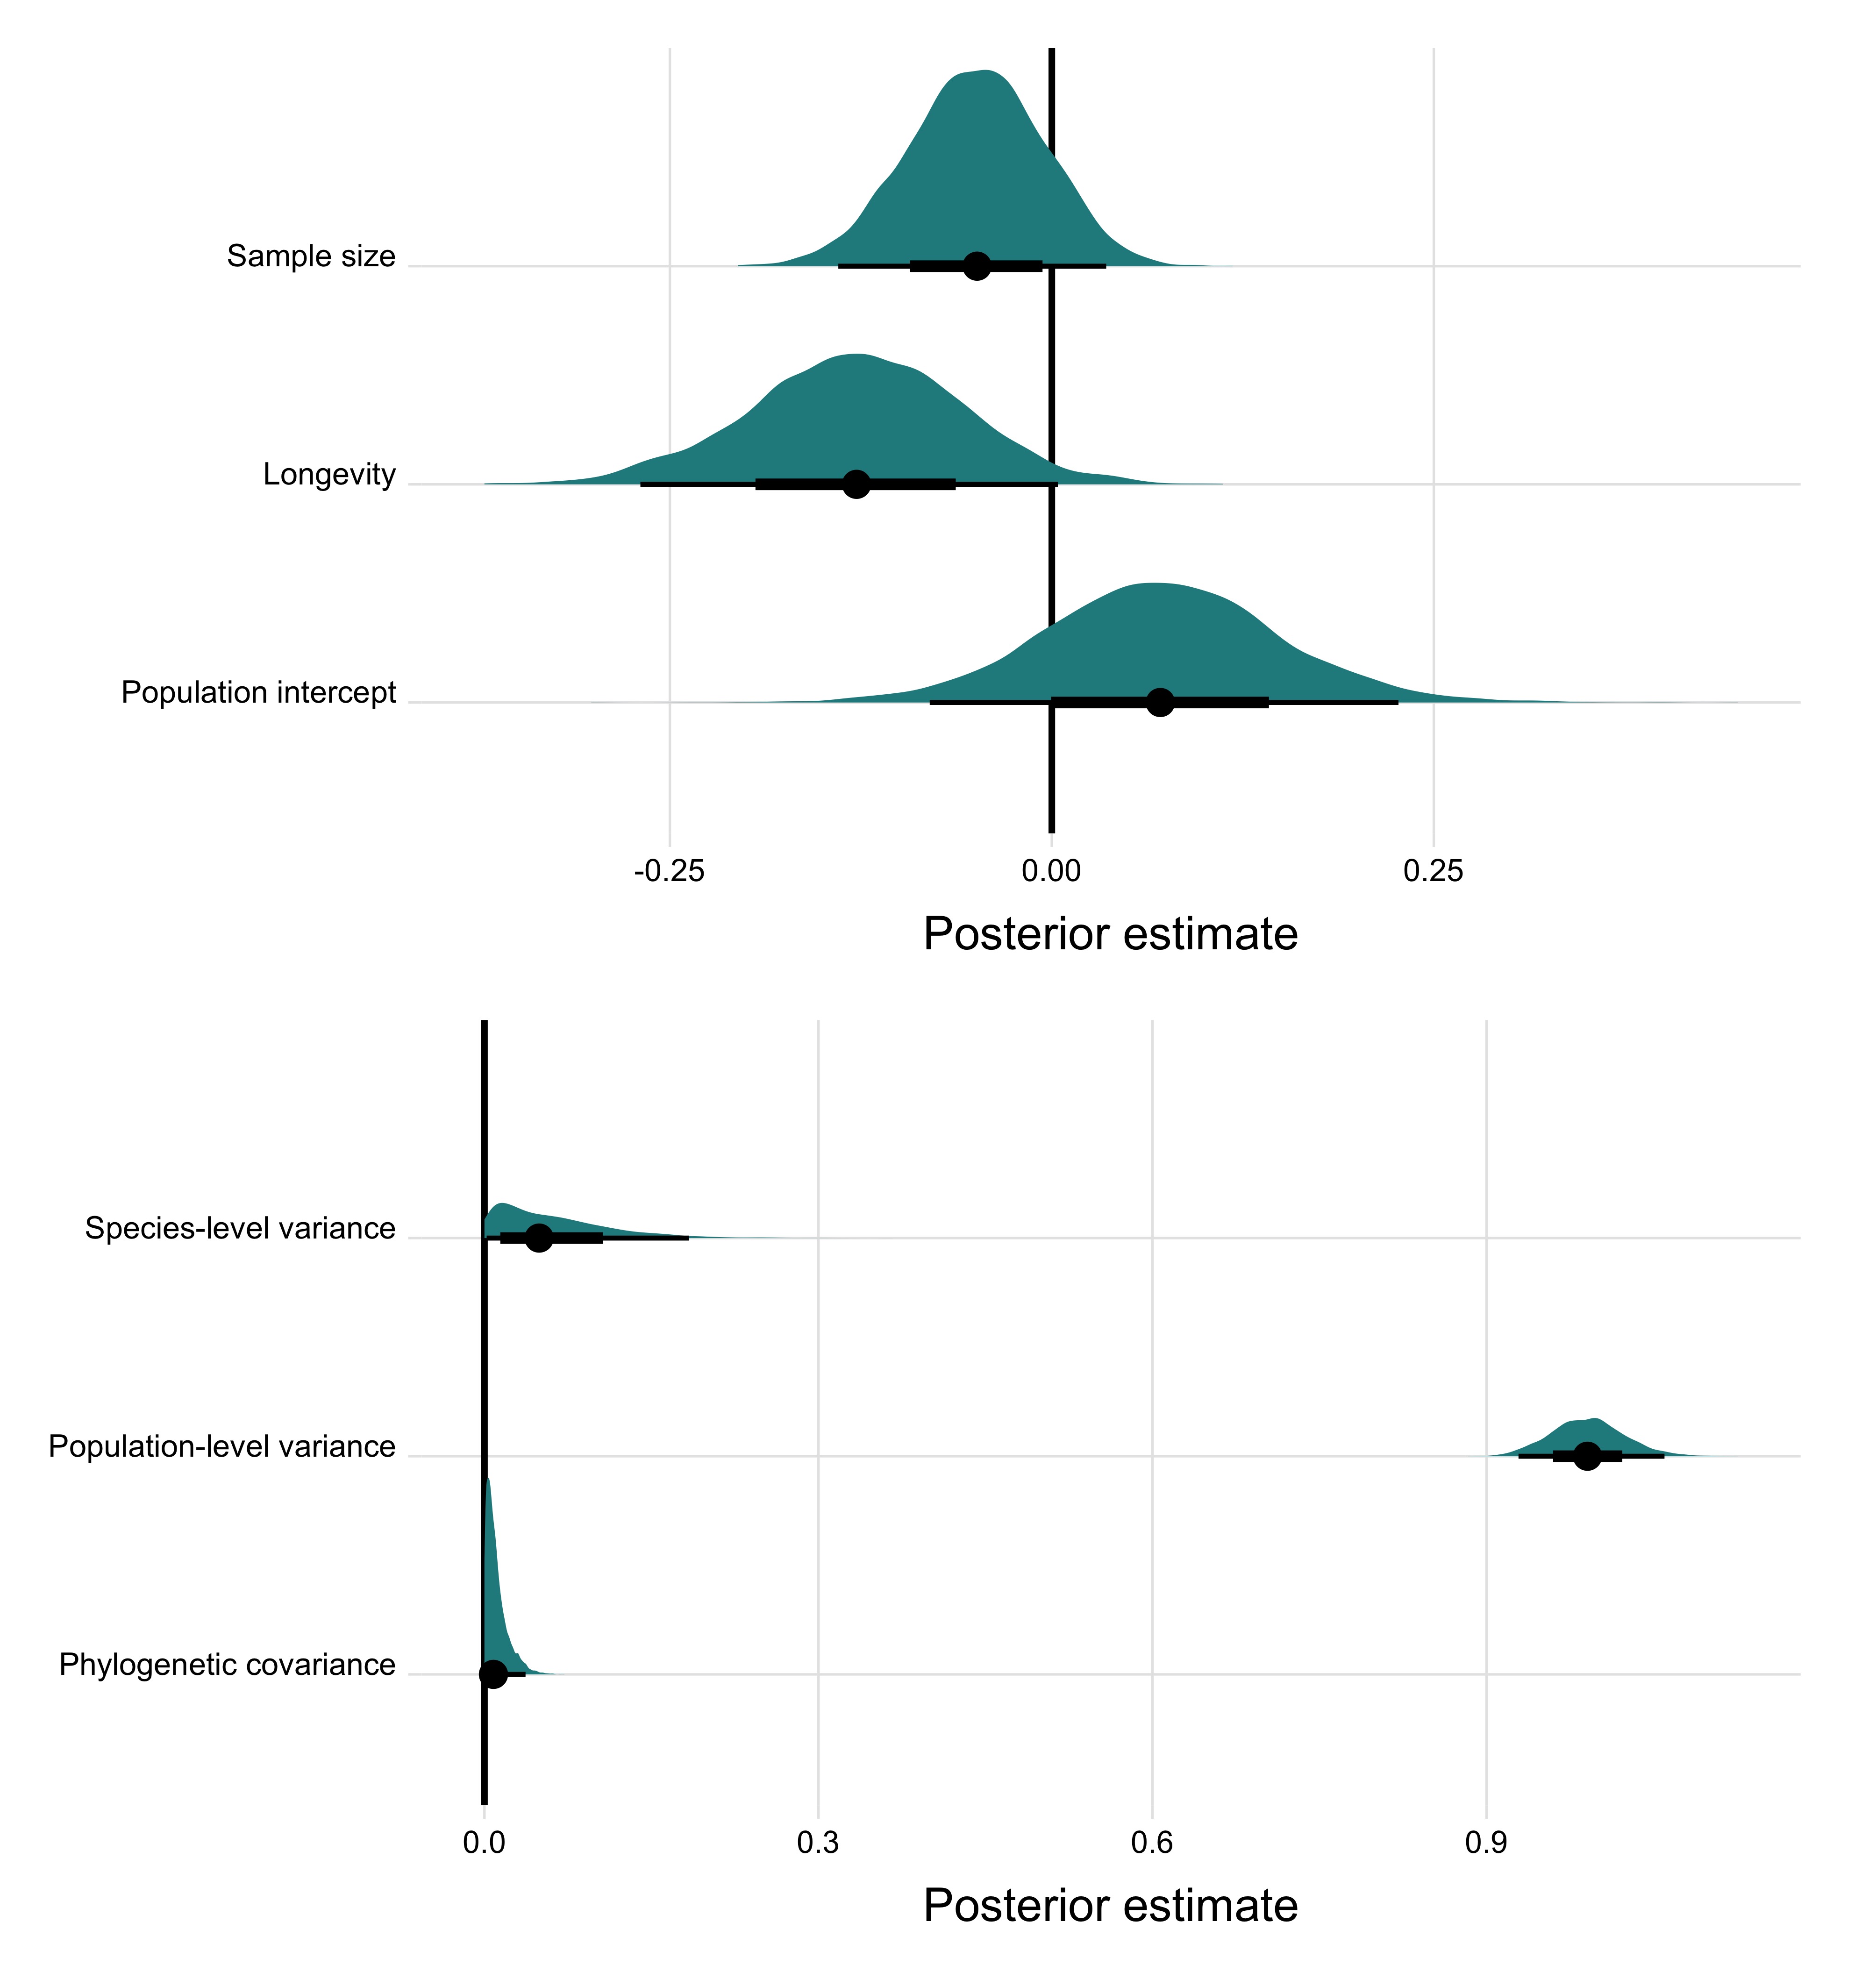 Sample size
Longevity
Population intercept
-0.25 0.00 0.25
Posterior estimate
Species-level variance
Population-level variance
Phylogenetic covariance
0.0 0.3 0.6 0.9
Posterior estimate